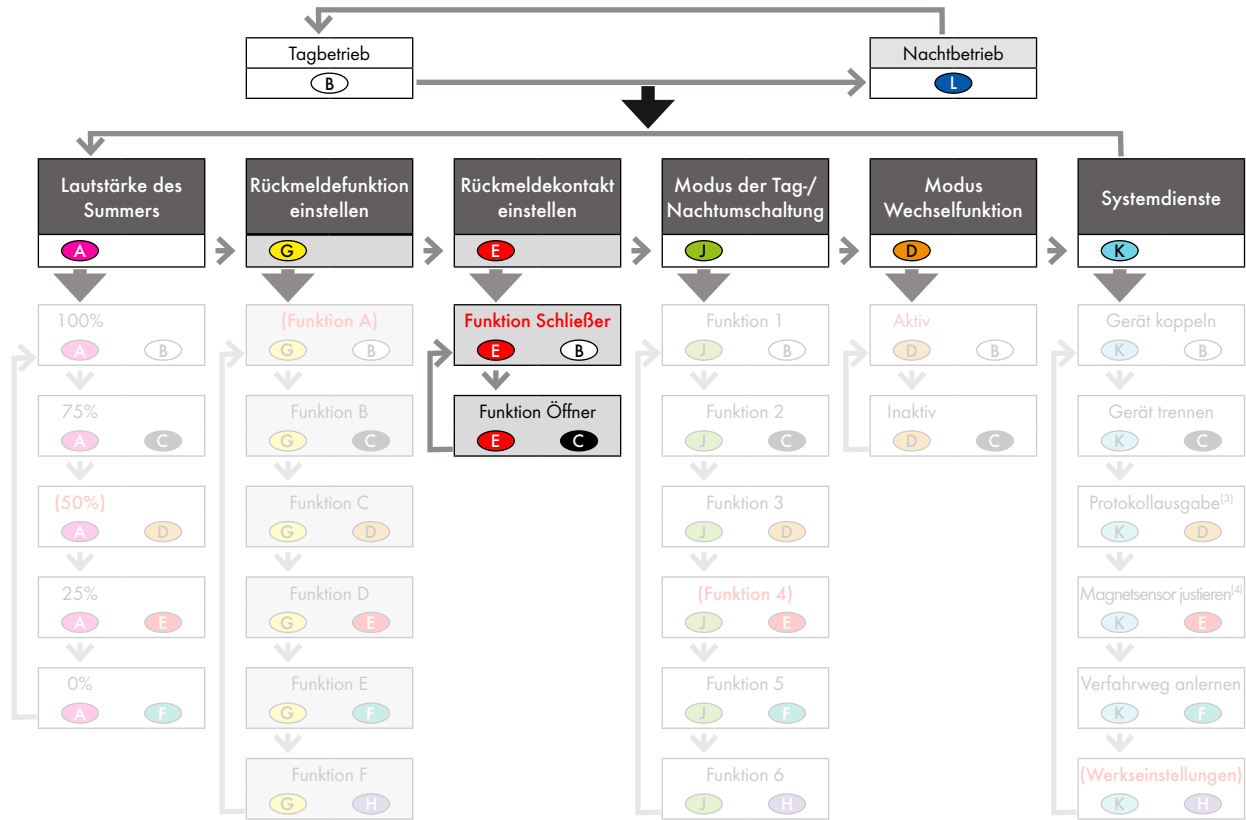 Tagbetrieb
B
Nachtbetrieb
L
Lautstärke des
Summers
A
Rückmeldefunktion
einstellen
G
Rückmeldekontakt
einstellen
E
Modus der Tag-/
Nachtumschaltung
J
Modus
Wechselfunktion
D
Systemdienste
K
100%
A B
75%
A C
(50%)
A D
25%
A E
0%
A F
(Funktion A)
G B
Funktion B
G C
Funktion C
G D
Funktion D
G E
Funktion E
G F
Funktion F
G H
Funktion Schließer
E B
Funktion Öffner
E C
Funktion 1
J B
Funktion 2
J C
Funktion 3
J D
(Funktion 4)
J E
Funktion 5
J F
Funktion 6
J H
Aktiv
D B
Inaktiv
D C
Gerät koppeln
K B
Gerät trennen
K C
Protokollausgabe(3)
K D
Magnetsensor justieren(4)
K E
Verfahrweg anlernen
K F
(Werkseinstellungen)
K H